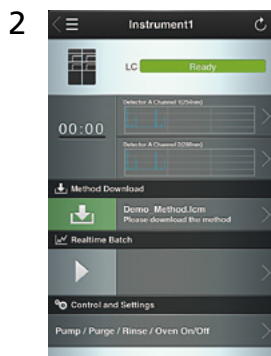 2
Instrument1
LC Ready
Detector A Channel 1(254nm)
00:00
Detector A Channel 2(280nm)
Method Download
Demo_Method.lcm
Please download the method
Realtime Batch
Control and Settings
Pump / Purge / Rinse / Oven On/Off